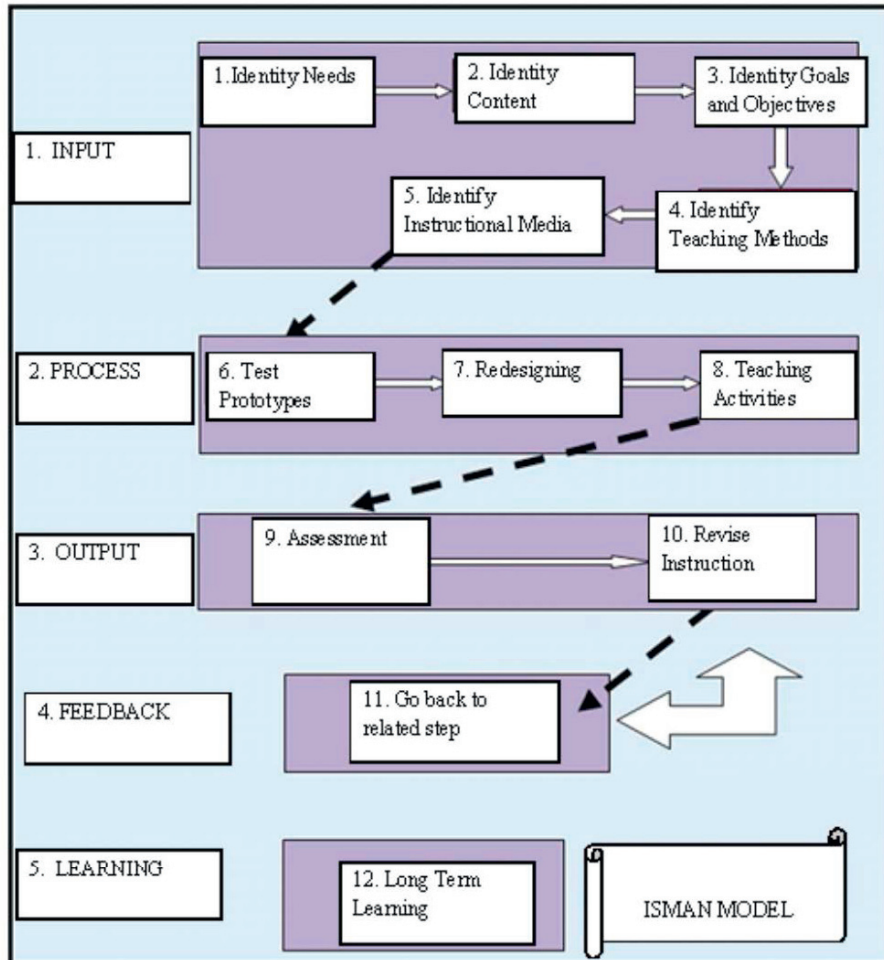 1.Identity Needs
2. Identity
Content
3. Identity Goals
and Objectives
1. INPUT
5. Identify
Instructional Media
4. Identify
Teaching Methods
2. PROCESS
6. Test
Prototypes
7. Redesigning
8. Teaching
Activities
3. OUTPUT
9. Assessment
10. Revise
Instruction
4. FEEDBACK
11. Go back to
related step
5. LEARNING
12. Long Term
Learning
ISMAN MODEL